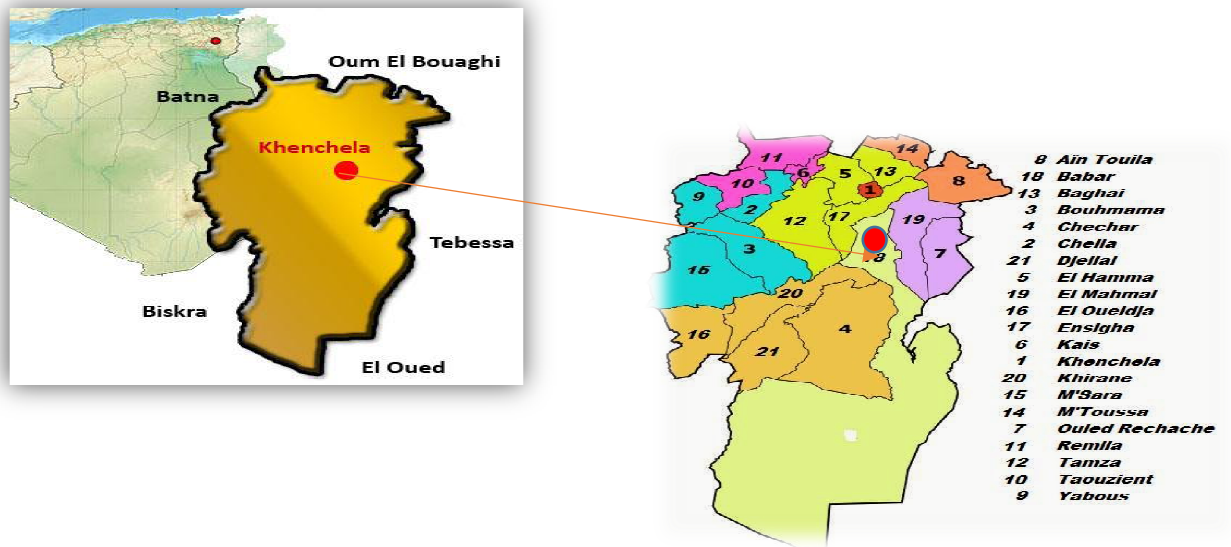 Oum El Bouaghi
Batna
Khenchela
Tebessa
Biskra
El Oued
11
14
6
5
13
10
8
1
9
2
12
17
19
3
18
7
15
20
16
4
21
8 Aïn Touila
18 Babar
13 Baghai
3 Bouhmama
4 Chechar
2 Chelia
21 Djellal
5 El Hamma
19 El Mahmal
16 El Oueldja
17 Ensigha
6 Kais
1 Khenchela
20 Khirane
15 M'Sara
14 M'Toussa
7 Ouled Rechache
11 Remila
12 Tamza
10 Taouzient
9 Yabous